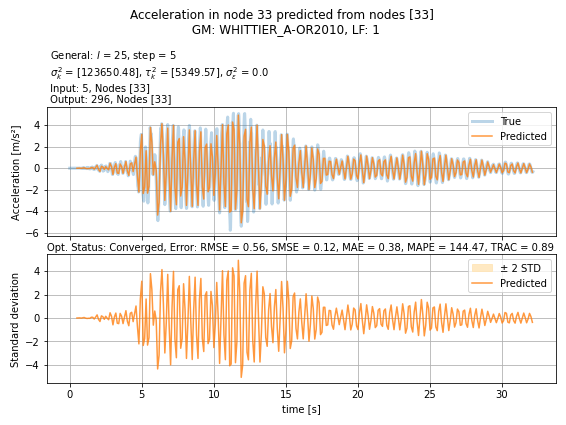 Acceleration in node 33 predicted from nodes [33]
GM: WHITTIER_A-OR2010, LF: 1
General: l = 25, step = 5
σ²ₖ = [123650.48], τ²ₖ = [5349.57], σ²ₑ = 0.0
Input: 5, Nodes [33]
Output: 296, Nodes [33]
True
Predicted
Acceleration [m/s²]
4
2
0
−2
−4
−6
Opt. Status: Converged, Error: RMSE = 0.56, SMSE = 0.12, MAE = 0.38, MAPE = 144.47, TRAC = 0.89
± 2 STD
Predicted
Standard deviation
4
2
0
−2
−4
0 5 10 15 20 25 30
time [s]